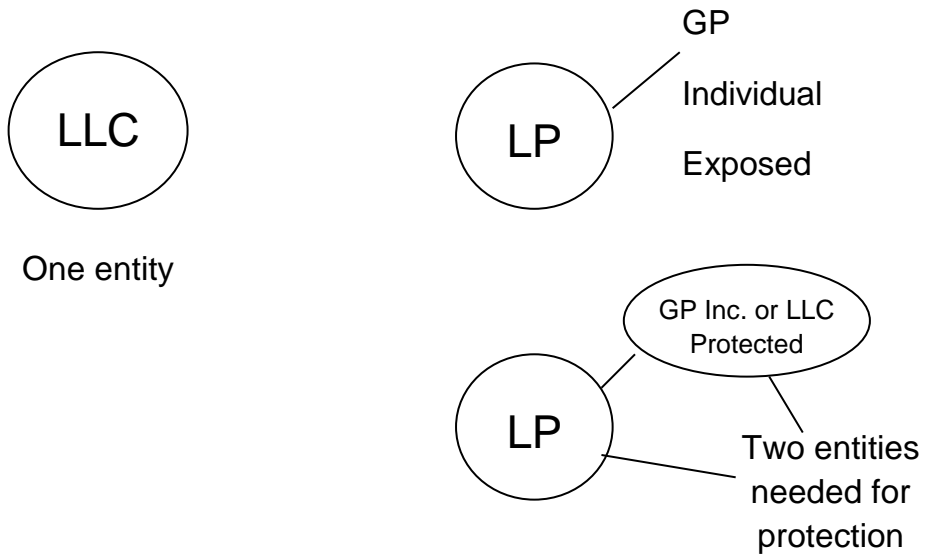 LLC
One entity
LP
GP
Individual
Exposed
GP Inc. or LLC
Protected
LP
Two entities
needed for
protection